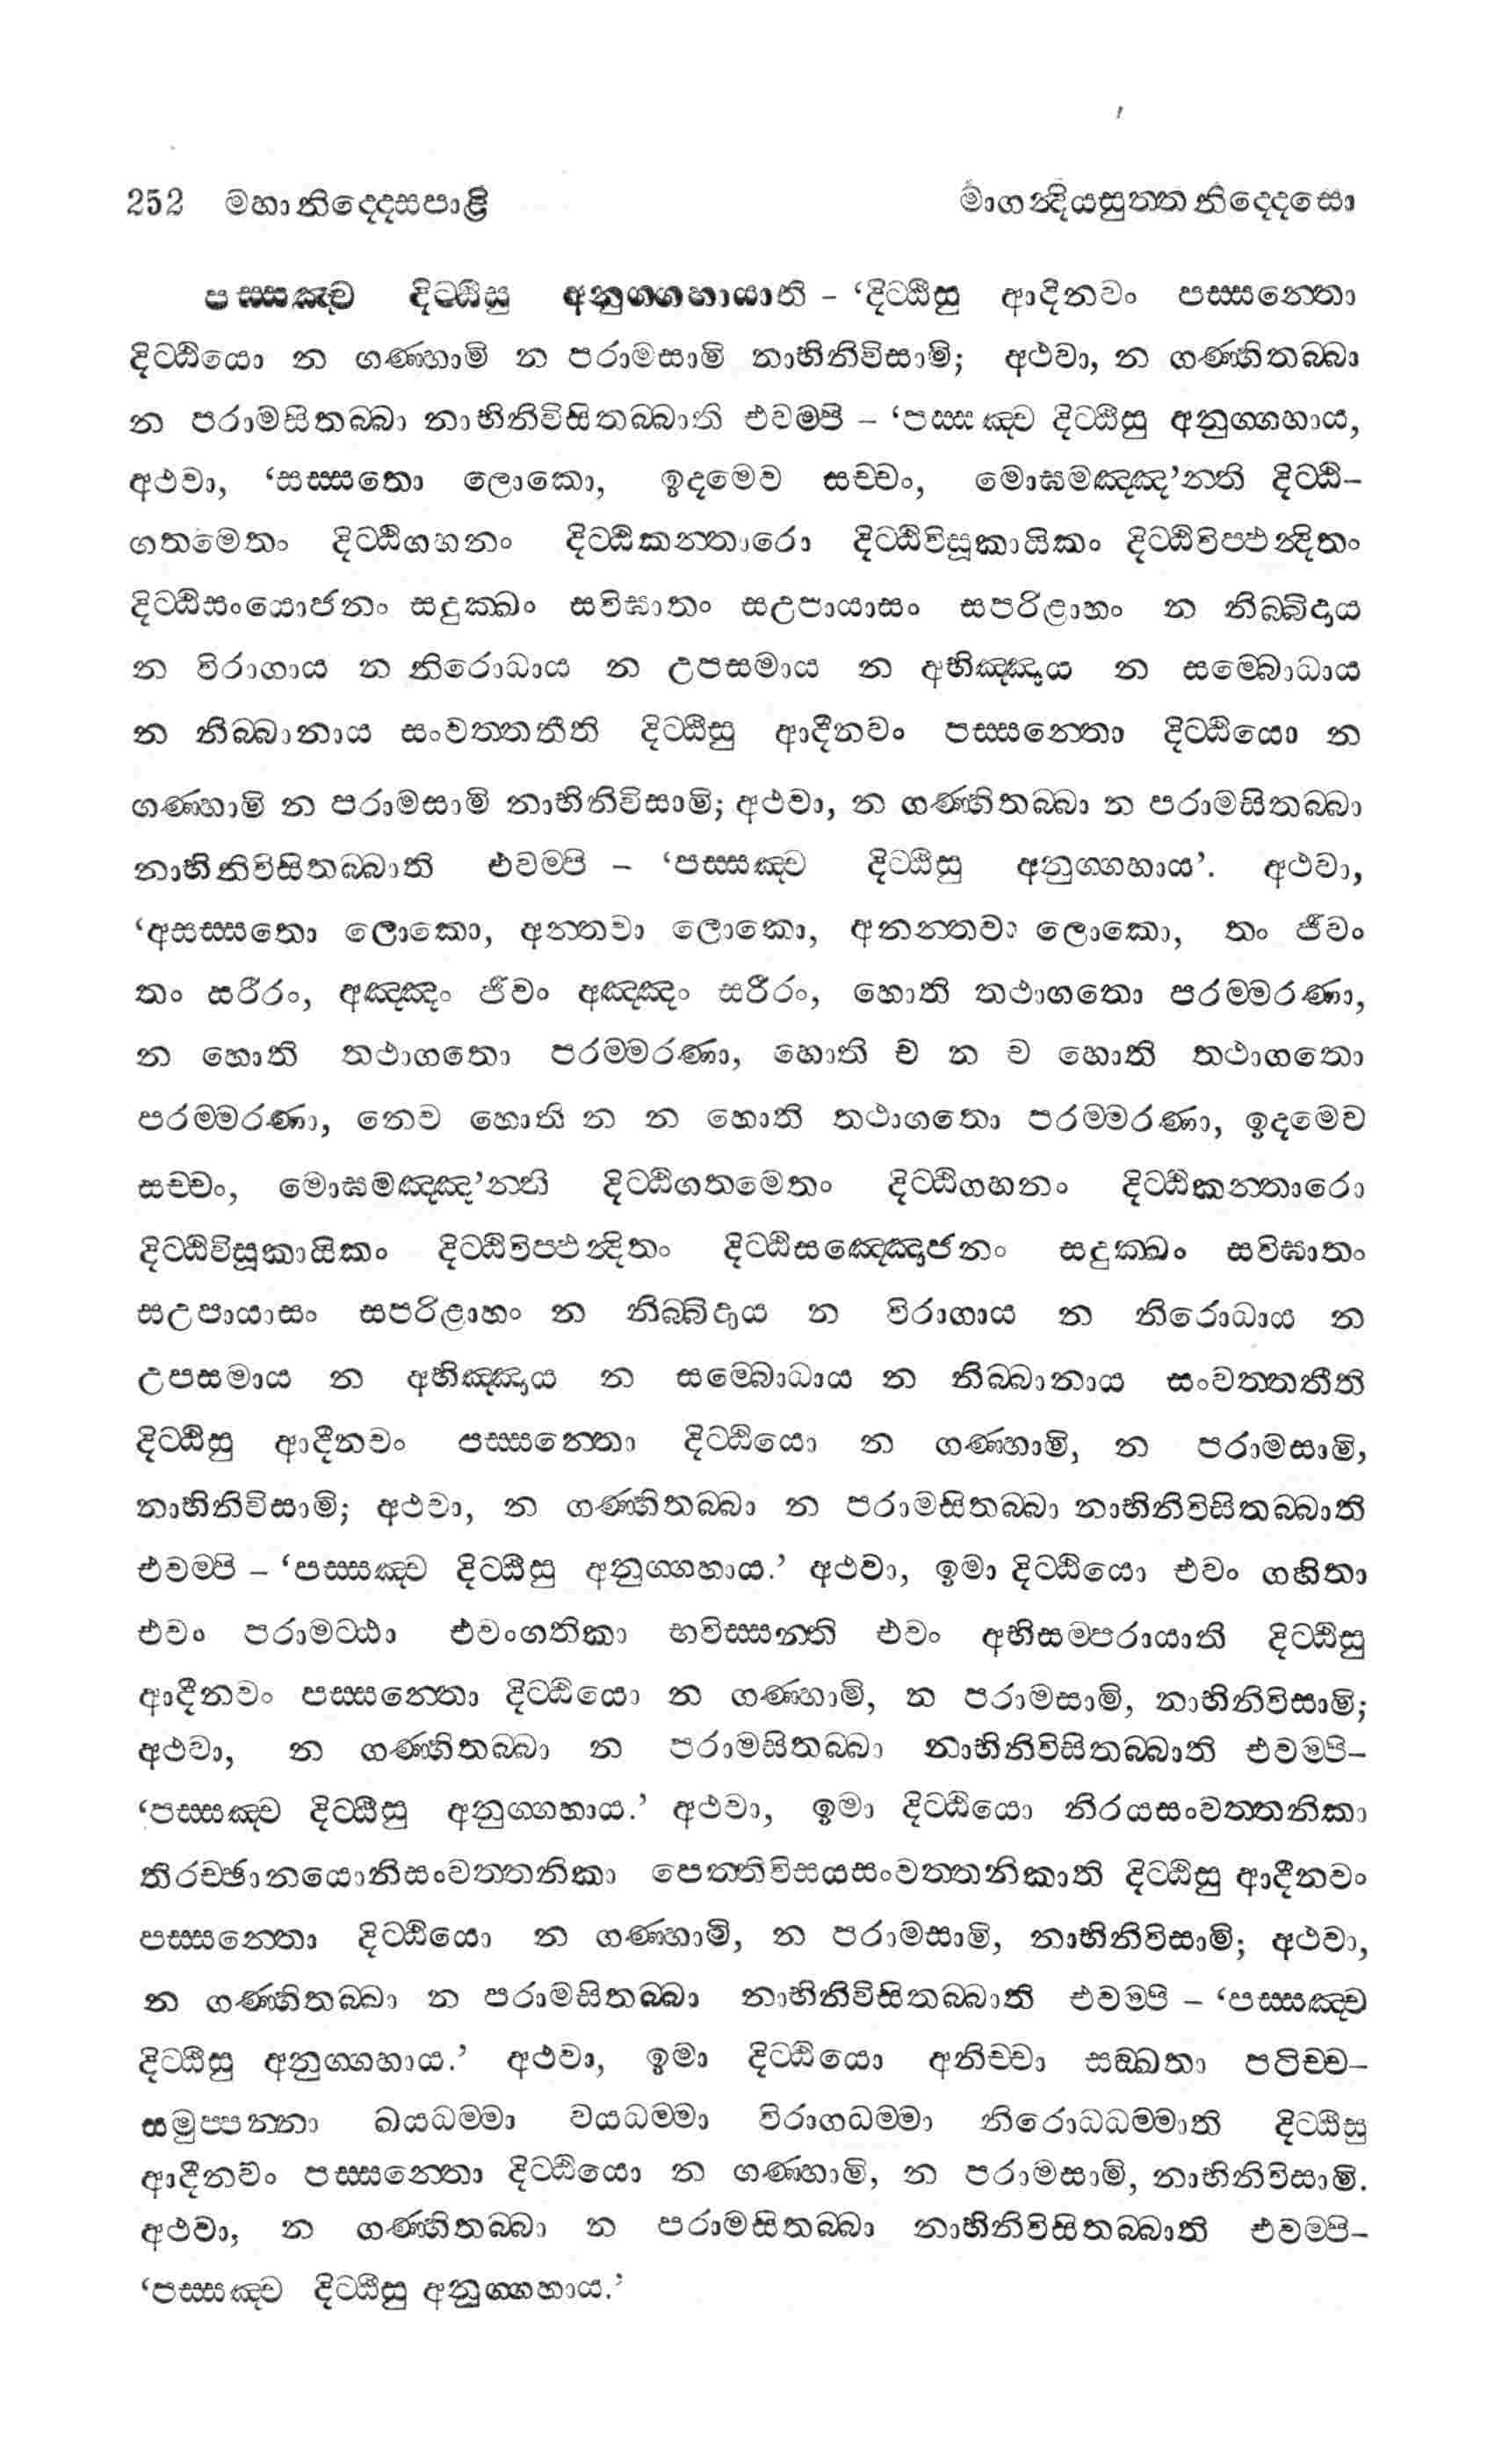 252 මහානිද්දෙසපාළි මාගන්දියසුත්තනිද්දෙසො
පස්සඤ්ච දිට්ඨීසු අනුග්ගහායාති – ‘දිට්ඨීසු ආදීනවං පස්සන්තො
දිට්ඨියො න ගණ්හාමි න පරාමසාමි නාභිනිවිසාමි; අථවා, න ගණ්හිතබ්බා
න පරාමසිතබ්බා නාභිනිවිසිතබ්බාති එවම්පි – ‘පස්සඤ්ච දිට්ඨීසු අනුග්ගහාය,
අථවා, ‘සස්සතො ලොකො, ඉදමෙව සච්චං, මොඝමඤ්ඤ’න්ති දිට්ඨි–
ගතමෙතං දිට්ඨිගහනං දිට්ඨිකන්තාරො දිට්ඨිවිසූකායිකං දිට්ඨිවිප්ඵන්දිතං
දිට්ඨිසංයොජනං සදුක්ඛං සවිඝාතං සඋපායාසං සපරිළාහං න නිබ්බිදාය
න විරාගාය න නිරොධාය න උපසමාය න අභිඤ්ඤාය න සම්බොධාය
න නිබ්බානාය සංවත්තතීති දිට්ඨීසු ආදීනවං පස්සන්තො දිට්ඨියො න
ගණ්හාමි න පරාමසාමි නාභිනිවිසාමි; අථවා, න ගණ්හිතබ්බා න පරාමසිතබ්බා
නාභිනිවිසිතබ්බාති එවම්පි – ‘පස්සඤ්ච දිට්ඨීසු අනුග්ගහාය’. අථවා,
‘අසස්සතො ලොකො, අන්තවා ලොකො, අනන්තවා ලොකො, තං ජීවං
තං සරීරං, අඤ්ඤං ජීවං අඤ්ඤං සරීරං, හොති තථාගතො පරම්මරණා,
න හොති තථාගතො පරම්මරණා, හොති ච න ච හොති තථාගතො
පරම්මරණා, නෙව හොති න න හොති තථාගතො පරම්මරණා, ඉදමෙව
සච්චං, මොඝමඤ්ඤ’න්ති දිට්ඨිගතමෙතං දිට්ඨිගහනං දිට්ඨිකන්තාරො
දිට්ඨිවිසූකායිකං දිට්ඨිවිප්ඵන්දිතං දිට්ඨිසඤ්ඤොජනං සදුක්ඛං සවිඝාතං
සඋපායාසං සපරිළාහං න නිබ්බිදාය න විරාගාය න නිරොධාය න
උපසමාය න අභිඤ්ඤාය න සම්බොධාය න නිබ්බානාය සංවත්තතීති
දිට්ඨිසු ආදීනවං පස්සන්තො දිට්ඨියො න ගණ්හාමි, න පරාමසාමි,
නාභිනිවිසාමි; අථවා, න ගණ්හිතබ්බා න පරාමසිතබ්බා නාභිනිවිසිතබ්බාති
එවම්පි – ‘පස්සඤ්ච දිට්ඨීසු අනුග්ගහාය.’ අථවා, ඉමා දිට්ඨියො එවං ගහිතා
එවං පරාමට්ඨා එවංගතිකා භවිස්සන්ති එවං අභිසම්පරායාති දිට්ඨිසු
ආදීනවං පස්සන්තො දිට්ඨියො න ගණ්හාමි, න පරාමසාමි, නාභිනිවිසාමි;
අථවා, න ගණ්හිතබ්බා න පරාමසිතබ්බා නාභිනිවිසිතබ්බාති එවම්පි–
‘පස්සඤ්ච දිට්ඨීසු අනුග්ගහාය.’ අථවා, ඉමා දිට්ඨියො නිරයසංවත්තනිකා
තිරච්ඡානයොනිසංවත්තනිකා පෙත්තිවිසයසංවත්තනිකාති දිට්ඨිසු ආදීනවං
පස්සන්තො දිට්ඨියො න ගණ්හාමි, න පරාමසාමි, නාභිනිවිසාමි; අථවා,
න ගණ්හිතබ්බා න පරාමසිතබ්බා නාභිනිවිසිතබ්බාති එවම්පි – ‘පස්සඤ්ච
දිට්ඨීසු අනුග්ගහාය.’ අථවා, ඉමා දිට්ඨියො අනිච්චා සඞ්ඛතා පටිච්ච–
සමුප්පන්නා ඛයධම්මා වයධම්මා විරාගධම්මා නිරොධධම්මාති දිට්ඨීසු
ආදීනවං පස්සන්තො දිට්ඨියො න ගණ්හාමි, න පරාමසාමි, නාභිනිවිසාමි.
අථවා, න ගණ්හිතබ්බා න පරාමසිතබ්බා නාභිනිවිසිතබ්බාති එවම්පි–
‘පස්සඤ්ච දිට්ඨීසු අනුග්ගහාය.’